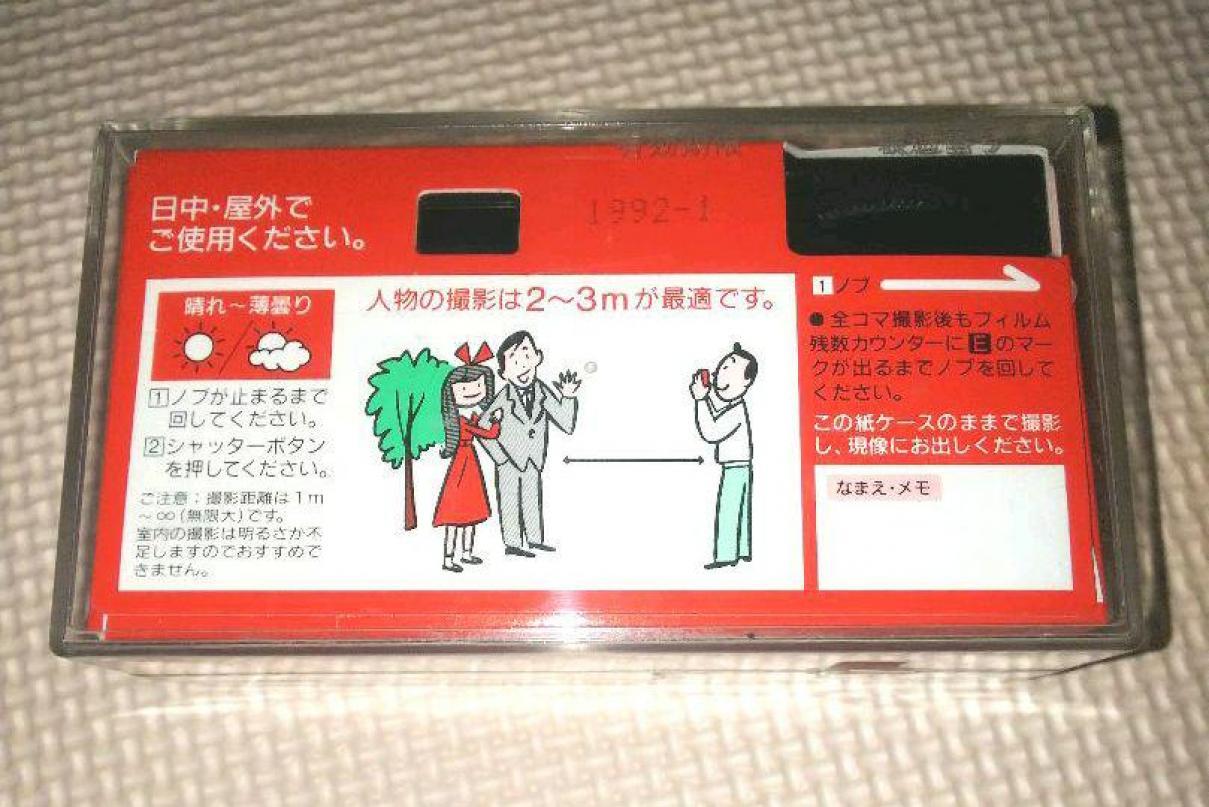 有効期限
1992-1
日中・屋外で
ご使用ください。
晴れ〜薄曇り
1ノブが止まるまで
回してください。
2シャッターボタン
を押してください。
ご注意：撮影距離は1m
〜∞(無限大)です。
室内の撮影は明るさが不
足しますのでおすすめで
きません。
人物の撮影は2〜3mが最適です。
1ノブ
●全コマ撮影後もフィルム
残数カウンターにEのマー
クが出るまでノブを回して
ください。
この紙ケースのままで撮影
し、現像にお出しください。
なまえ・メモ